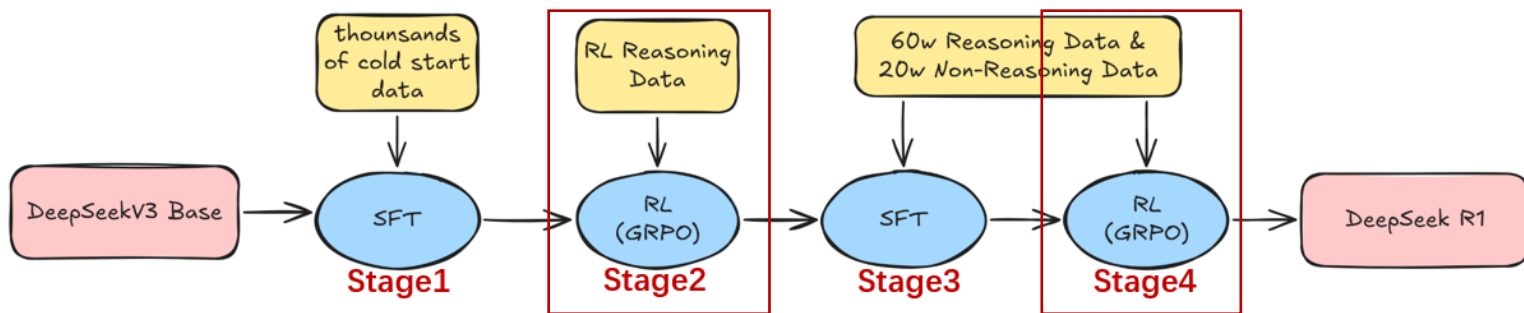 thounsands
of cold start
data
RL Reasoning
Data
60w Reasoning Data &
20w Non-Reasoning Data
DeepSeekV3 Base
SFT
RL
(GRPO)
SFT
RL
(GRPO)
DeepSeek R1
Stage1
Stage2
Stage3
Stage4